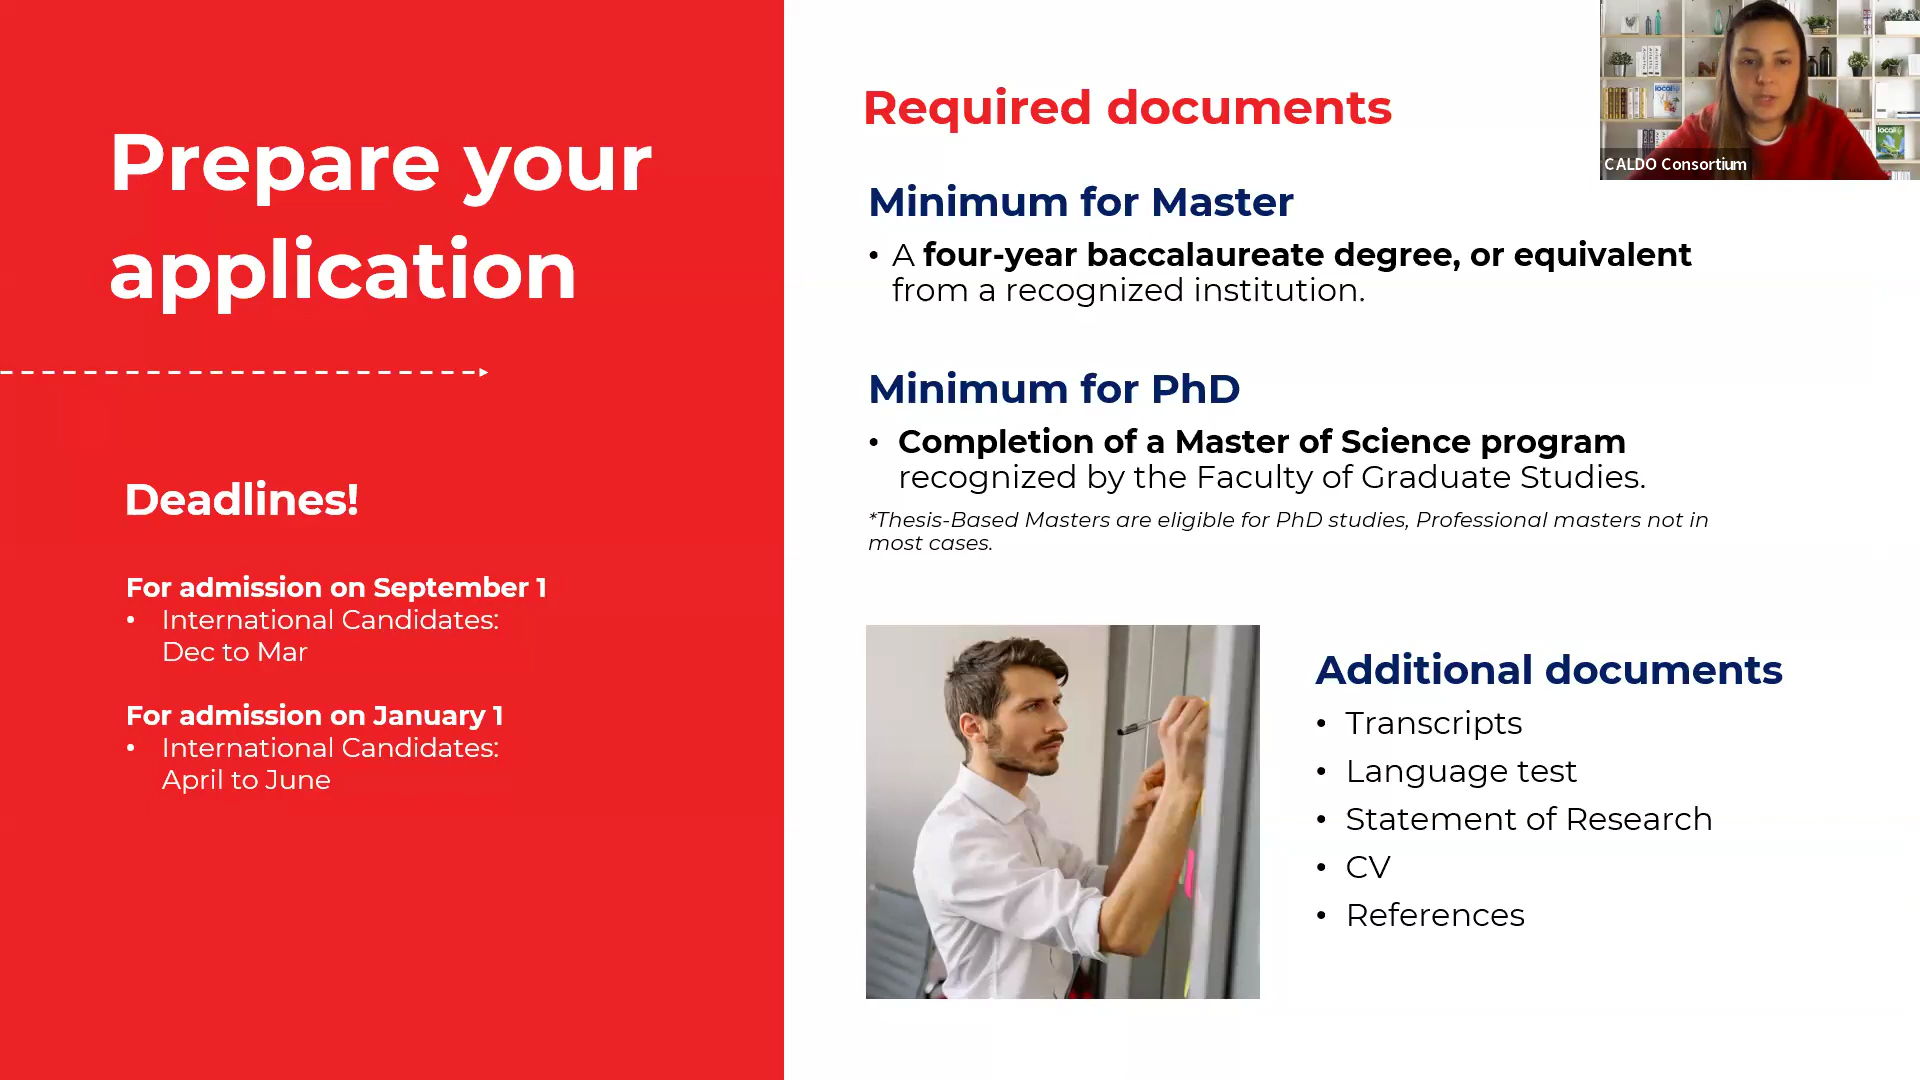 Prepare your
application
Deadlines!
For admission on September 1
• International Candidates:
Dec to Mar
For admission on January 1
• International Candidates:
April to June
Required documents
Minimum for Master
• A four-year baccalaureate degree, or equivalent
from a recognized institution.
Minimum for PhD
• Completion of a Master of Science program
recognized by the Faculty of Graduate Studies.
*Thesis-Based Masters are eligible for PhD studies, Professional masters not in
most cases.
Additional documents
• Transcripts
• Language test
• Statement of Research
• CV
• References
CALDO Consortium
local
local